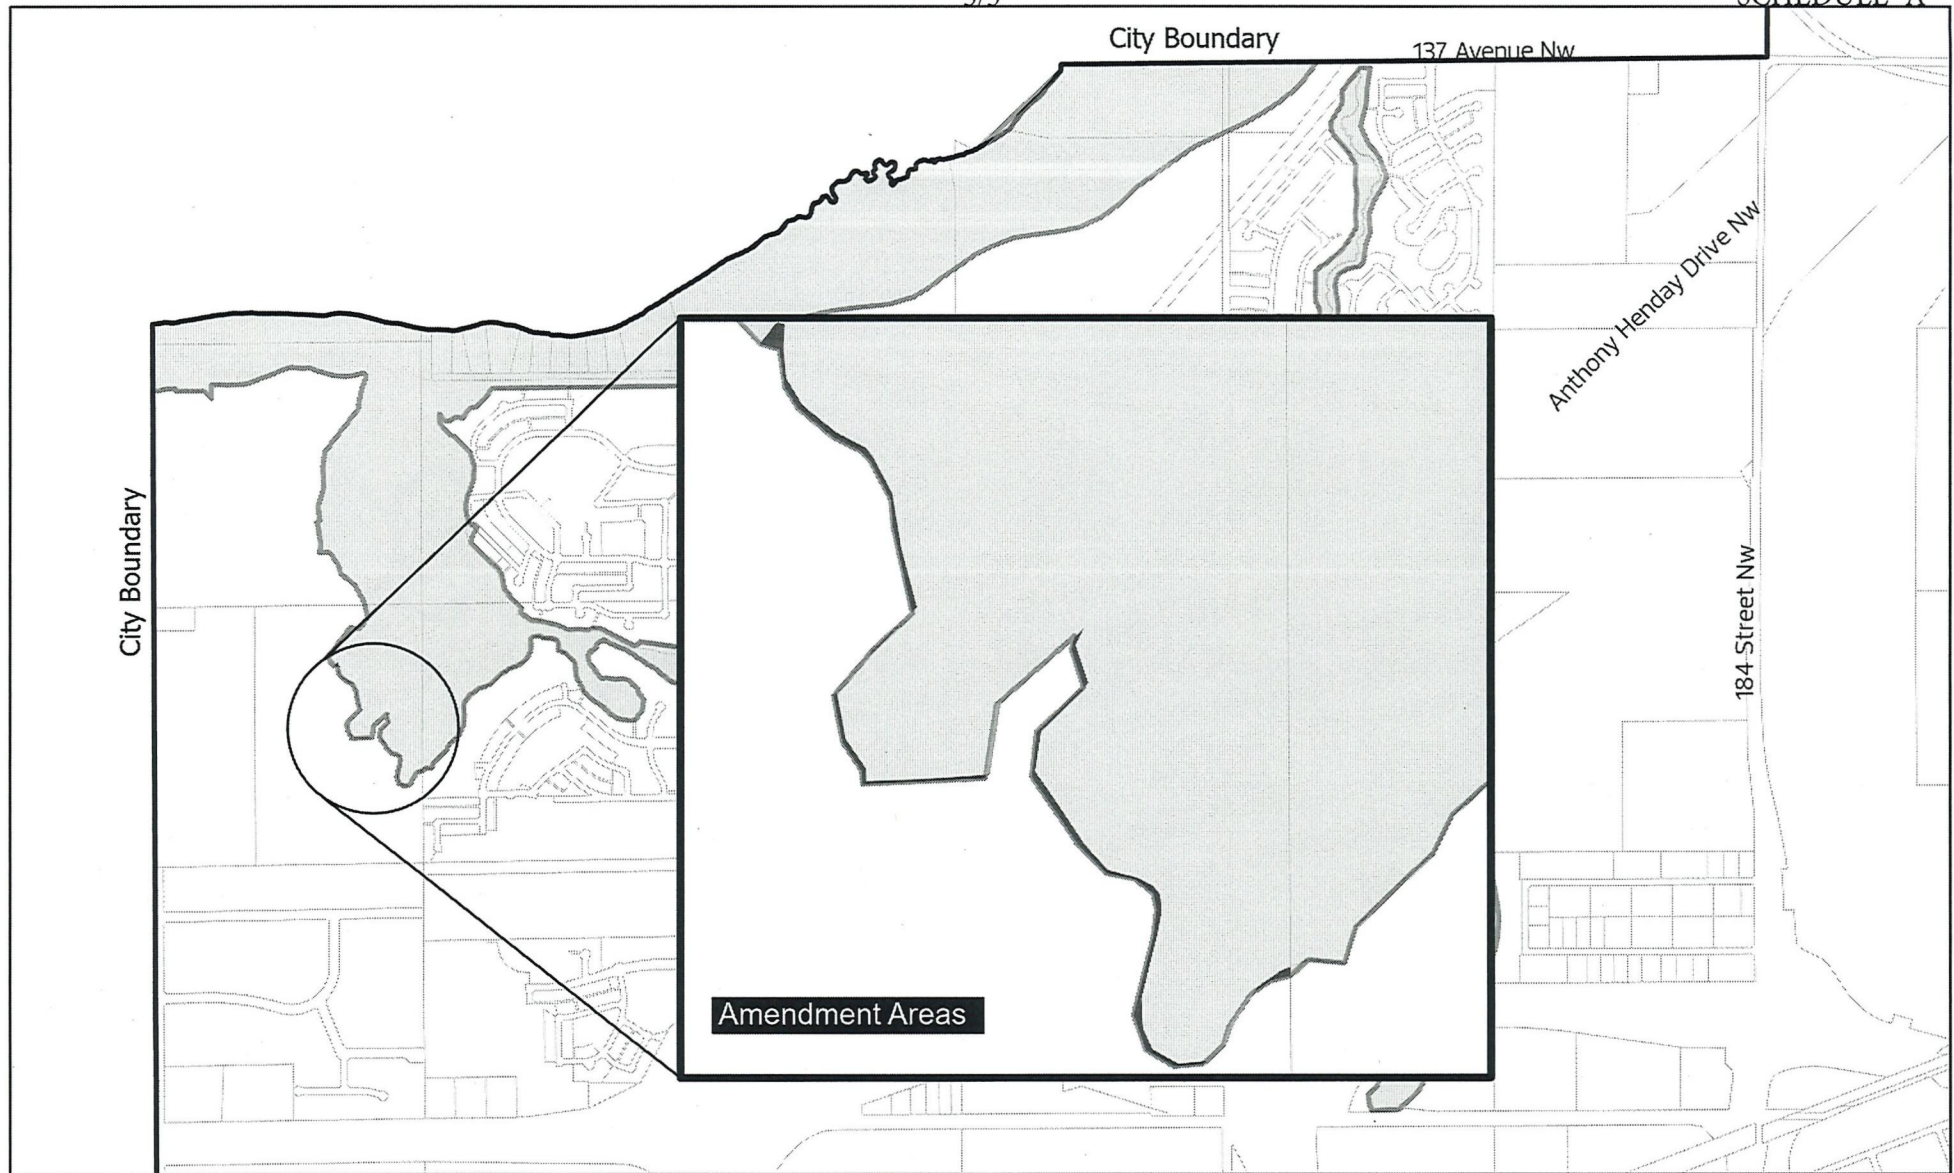 City Boundary
137 Avenue Nw
Anthony Henday Drive Nw
City Boundary
184 Street Nw
Amendment Areas